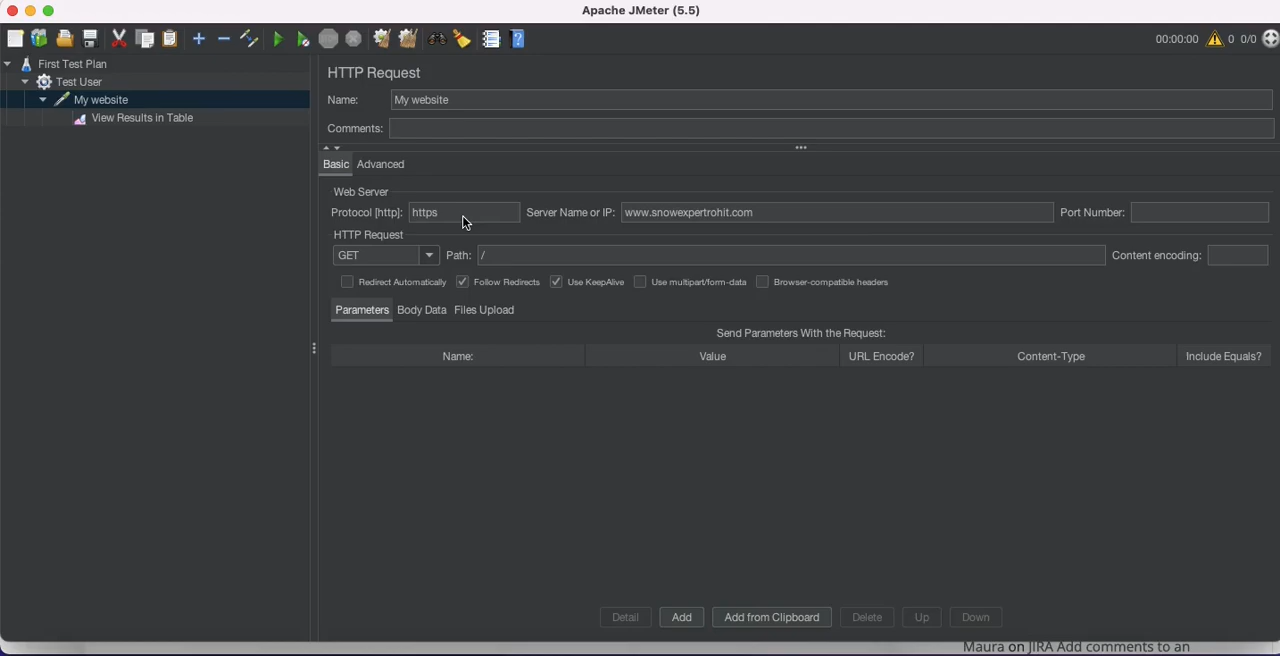 Apache JMeter (5.5)
00:00:00 0 0/0
First Test Plan
Test User
My website
View Results in Table
HTTP Request
Name: My website
Comments:
Basic Advanced
Web Server
Protocol [http]: https Server Name or IP: www.snowexpertrohit.com Port Number:
HTTP Request
GET Path: / Content encoding:
Redirect Automatically Follow Redirects Use KeepAlive Use multipart/form-data Browser-compatible headers
Parameters Body Data Files Upload
Send Parameters With the Request:
Name: Value URL Encode? Content-Type Include Equals?
Detail Add Add from Clipboard Delete Up Down
Maura on JIRA Add comments to an